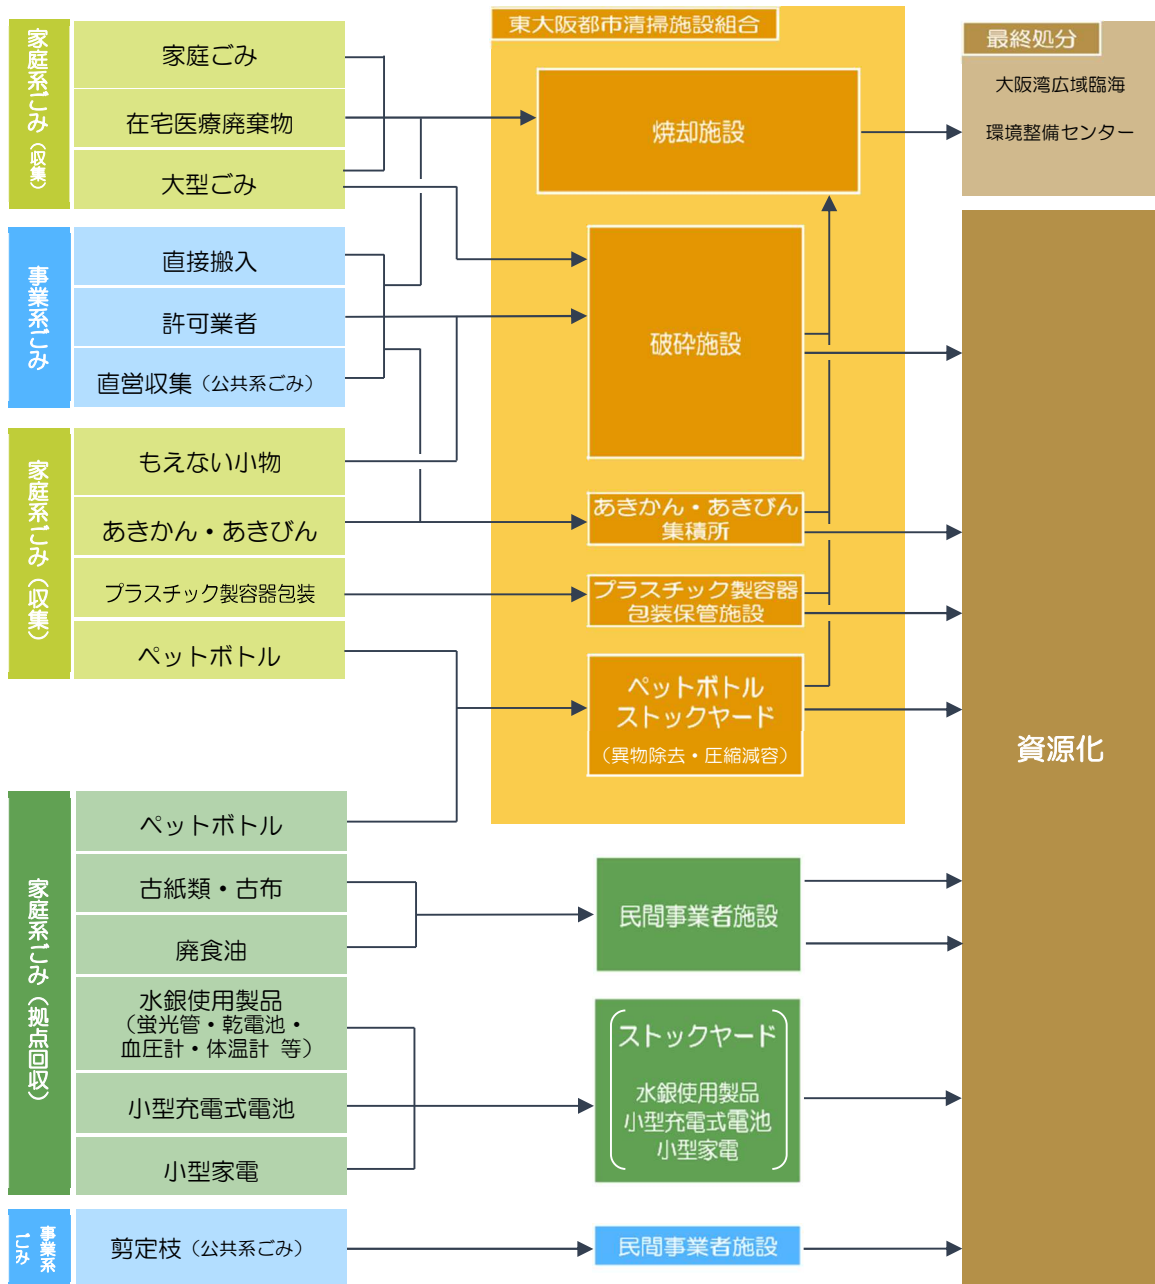 家庭系ごみ（収集）
家庭ごみ
在宅医療廃棄物
大型ごみ
事業系ごみ
直接搬入
許可業者
直営収集（公共系ごみ）
家庭系ごみ（収集）
もえない小物
あきかん・あきびん
プラスチック製容器包装
ペットボトル
家庭系ごみ（拠点回収）
ペットボトル
古紙類・古布
廃食油
水銀使用製品
（蛍光管・乾電池・
血圧計・体温計 等）
小型充電式電池
小型家電
事業系
ごみ
剪定枝（公共系ごみ）
東大阪都市清掃施設組合
焼却施設
破砕施設
あきかん・あきびん
集積所
プラスチック製容器
包装保管施設
ペットボトル
ストックヤード
（異物除去・圧縮減容）
民間事業者施設
ストックヤード
水銀使用製品
小型充電式電池
小型家電
民間事業者施設
最終処分
大阪湾広域臨海
環境整備センター
資源化